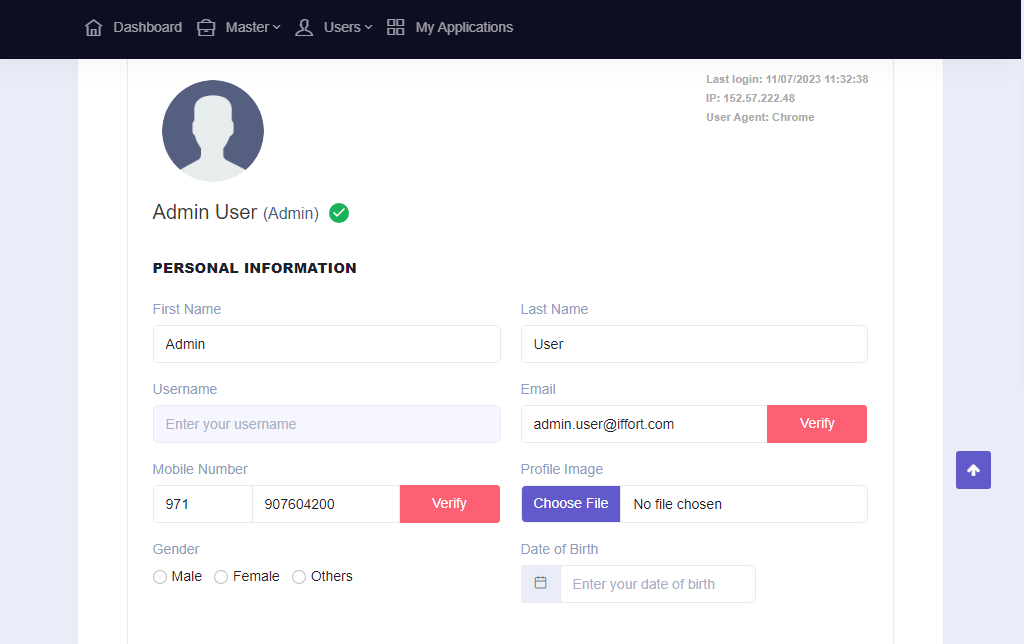 Dashboard Master Users My Applications
Last login: 11/07/2023 11:32:38
IP: 152.57.222.48
User Agent: Chrome
Admin User (Admin)
PERSONAL INFORMATION
First Name Last Name
Admin User
Username Email
Enter your username admin.user@iffort.com Verify
Mobile Number Profile Image
971 907604200 Verify Choose File No file chosen
Gender Date of Birth
Male Female Others Enter your date of birth